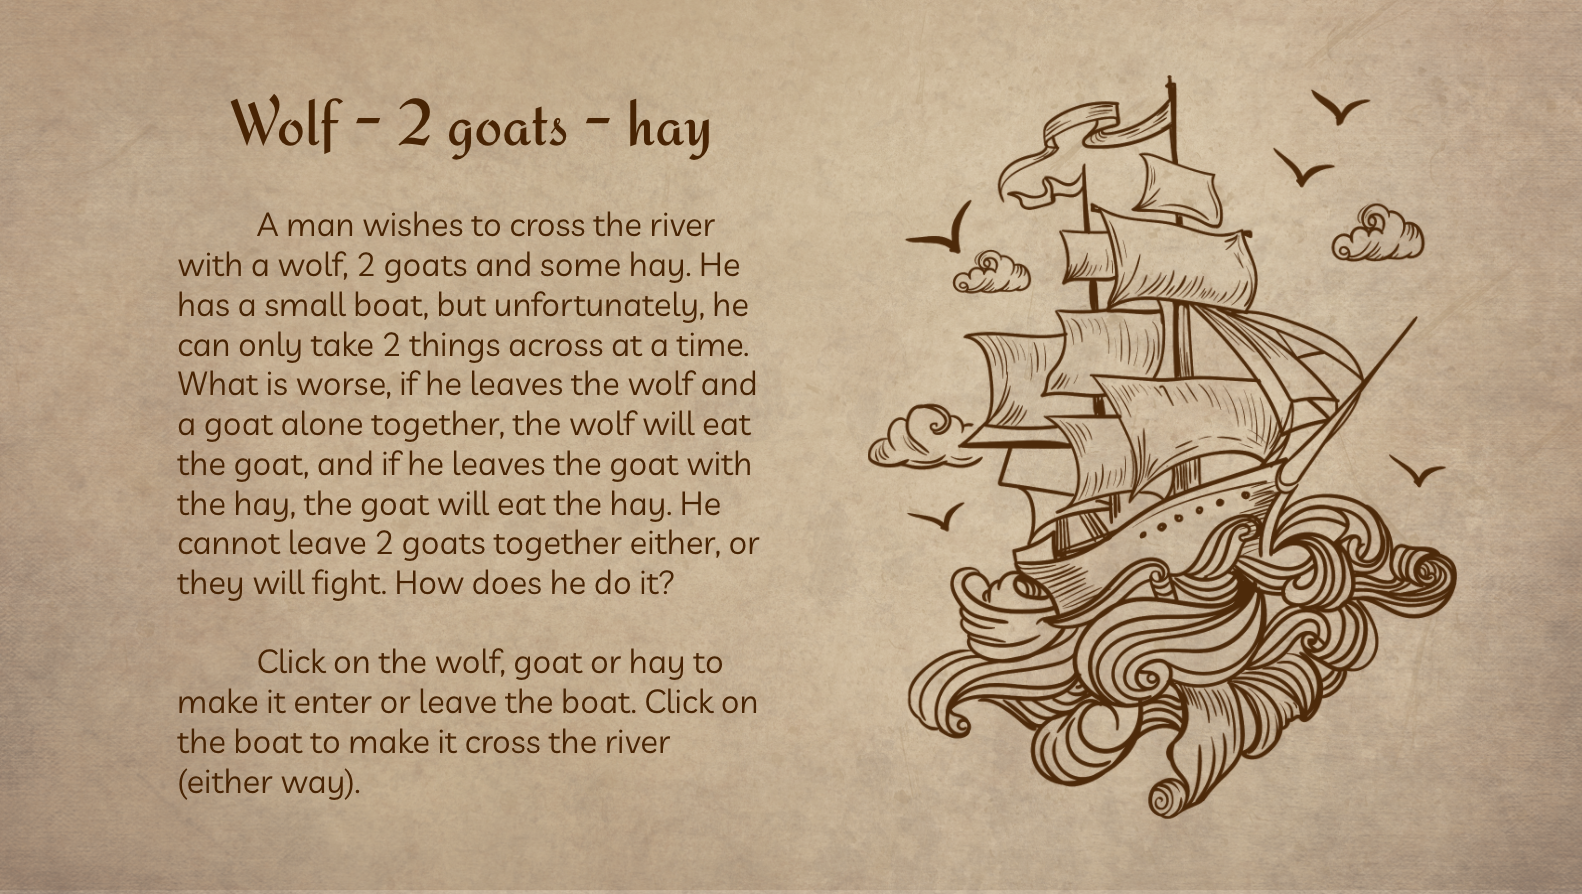 Wolf - 2 goats - hay
A man wishes to cross the river
with a wolf, 2 goats and some hay. He
has a small boat, but unfortunately, he
can only take 2 things across at a time.
What is worse, if he leaves the wolf and
a goat alone together, the wolf will eat
the goat, and if he leaves the goat with
the hay, the goat will eat the hay. He
cannot leave 2 goats together either, or
they will fight. How does he do it?
Click on the wolf, goat or hay to
make it enter or leave the boat. Click on
the boat to make it cross the river
(either way).